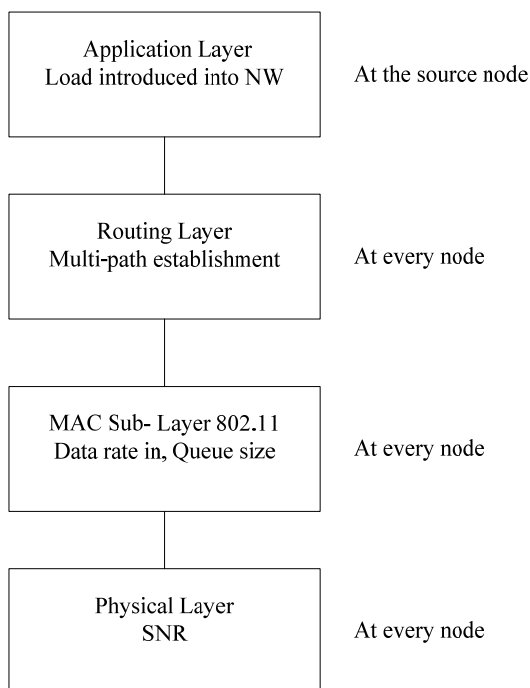 Application Layer
Load introduced into NW
At the source node
Routing Layer
Multi-path establishment
At every node
MAC Sub- Layer 802.11
Data rate in, Queue size
At every node
Physical Layer
SNR
At every node